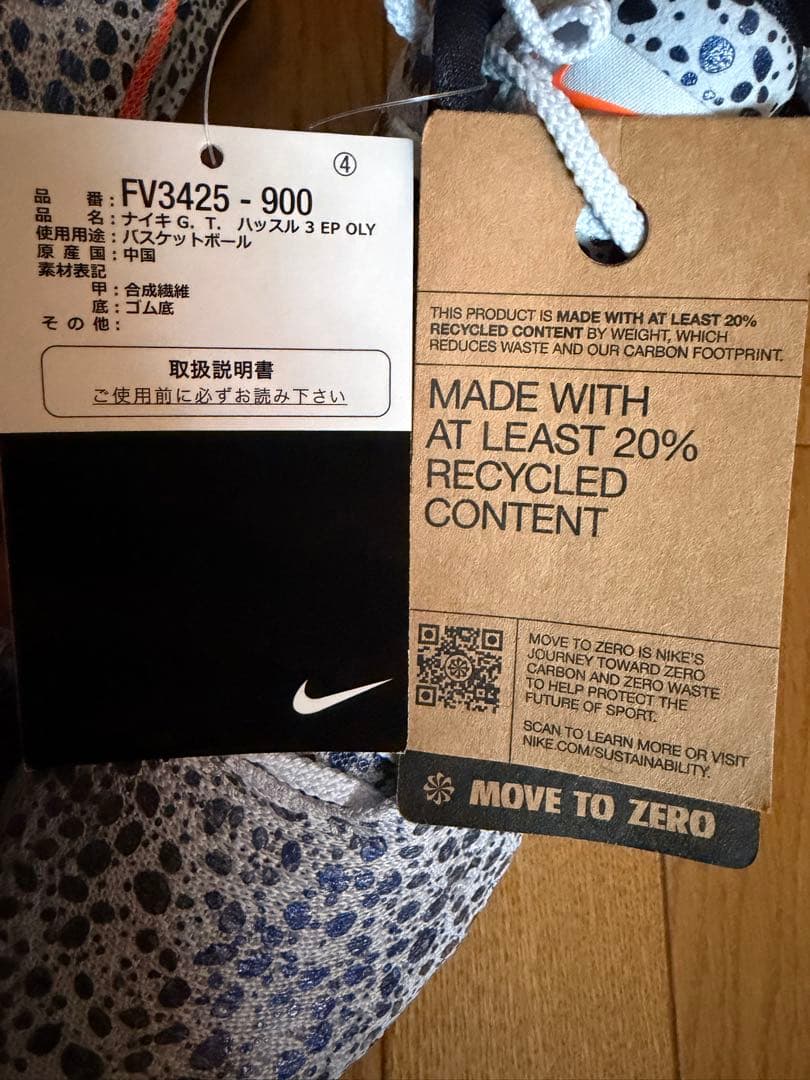 ④
品 番：FV3425 - 900
品 名：ナイキ G. T. ハッスル 3 EP OLY
使用用途：バスケットボール
原 産 国：中国
素材表記
甲：合成繊維
底：ゴム底
そ の 他：
取扱説明書
ご使用前に必ずお読み下さい
THIS PRODUCT IS MADE WITH AT LEAST 20%
RECYCLED CONTENT BY WEIGHT, WHICH
REDUCES WASTE AND OUR CARBON FOOTPRINT.
MADE WITH
AT LEAST 20%
RECYCLED
CONTENT
MOVE TO ZERO IS NIKE'S
JOURNEY TOWARD ZERO
CARBON AND ZERO WASTE
TO HELP PROTECT THE
FUTURE OF SPORT.
SCAN TO LEARN MORE OR VISIT
NIKE.COM/SUSTAINABILITY.
MOVE TO ZERO